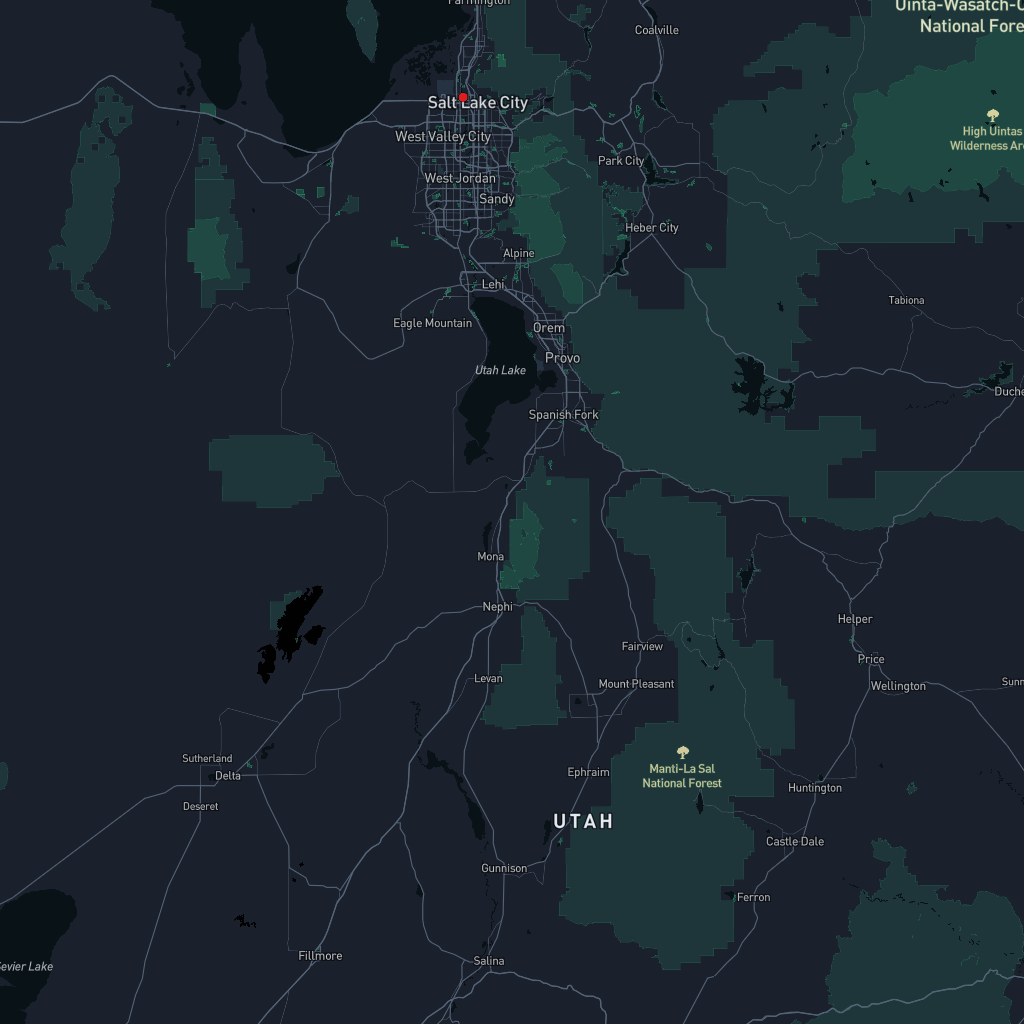 Farmington
Uinta-Wasatch-C
National Fore
Coalville
Salt Lake City
High Uintas
Wilderness Are
West Valley City
Park City
West Jordan
Sandy
Heber City
Alpine
Lehi
Tabiona
Eagle Mountain
Orem
Provo
Utah Lake
Duche
Spanish Fork
Mona
Nephi
Helper
Fairview
Price
Levan
Mount Pleasant
Wellington
Sunn
Sutherland
Delta
Ephraim
Manti-La Sal
National Forest
Huntington
Deseret
UTAH
Castle Dale
Gunnison
Ferron
Fillmore
Salina
Sevier Lake